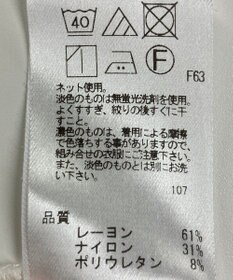 40
F
F63
ネット使用。
淡色のものは無蛍光洗剤を使用。
よくすすぎ、絞りの後すぐに干
すこと。
濃色のものは、着用による摩擦
で色落ちする事がありますので、
組み合せの衣服にご注意下さい。
また、淡色のものとは別にお洗
い下さい。
107
品質
レーヨン 61%
ナイロン 31%
ポリウレタン 8%